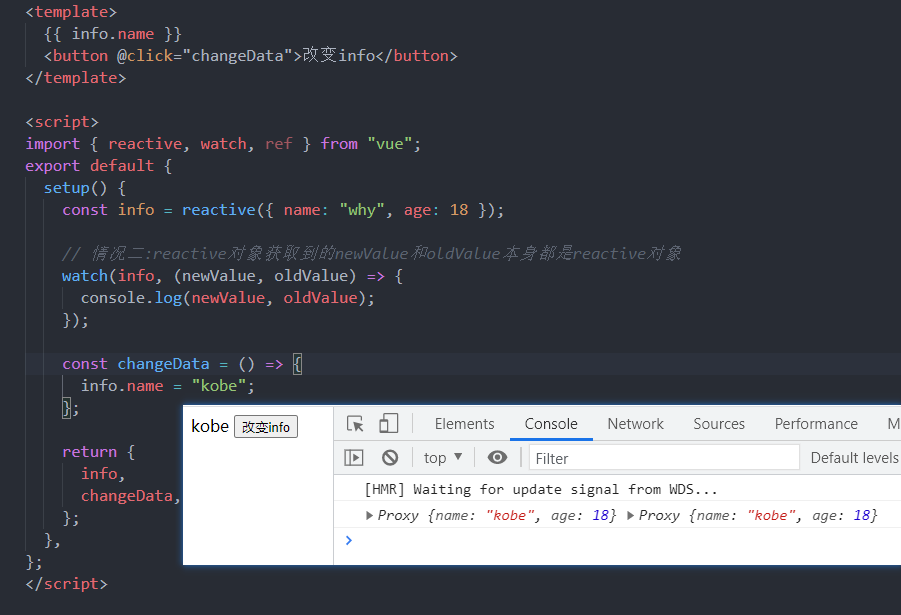 <template>
  {{ info.name }}
  <button @click="changeData">改变info</button>
</template>

<script>
import { reactive, watch, ref } from "vue";
export default {
  setup() {
    const info = reactive({ name: "why", age: 18 });

    // 情况二:reactive对象获取到的newValue和oldValue本身都是reactive对象
    watch(info, (newValue, oldValue) => {
      console.log(newValue, oldValue);
    });

    const changeData = () => {
      info.name = "kobe";
    };

    return {
      info,
      changeData,
    };
  },
};
</script>
kobe 改变info
Elements Console Network Sources Performance M
top ▼ Filter Default levels
[HMR] Waiting for update signal from WDS...
▶Proxy {name: "kobe", age: 18} ▶Proxy {name: "kobe", age: 18}
>